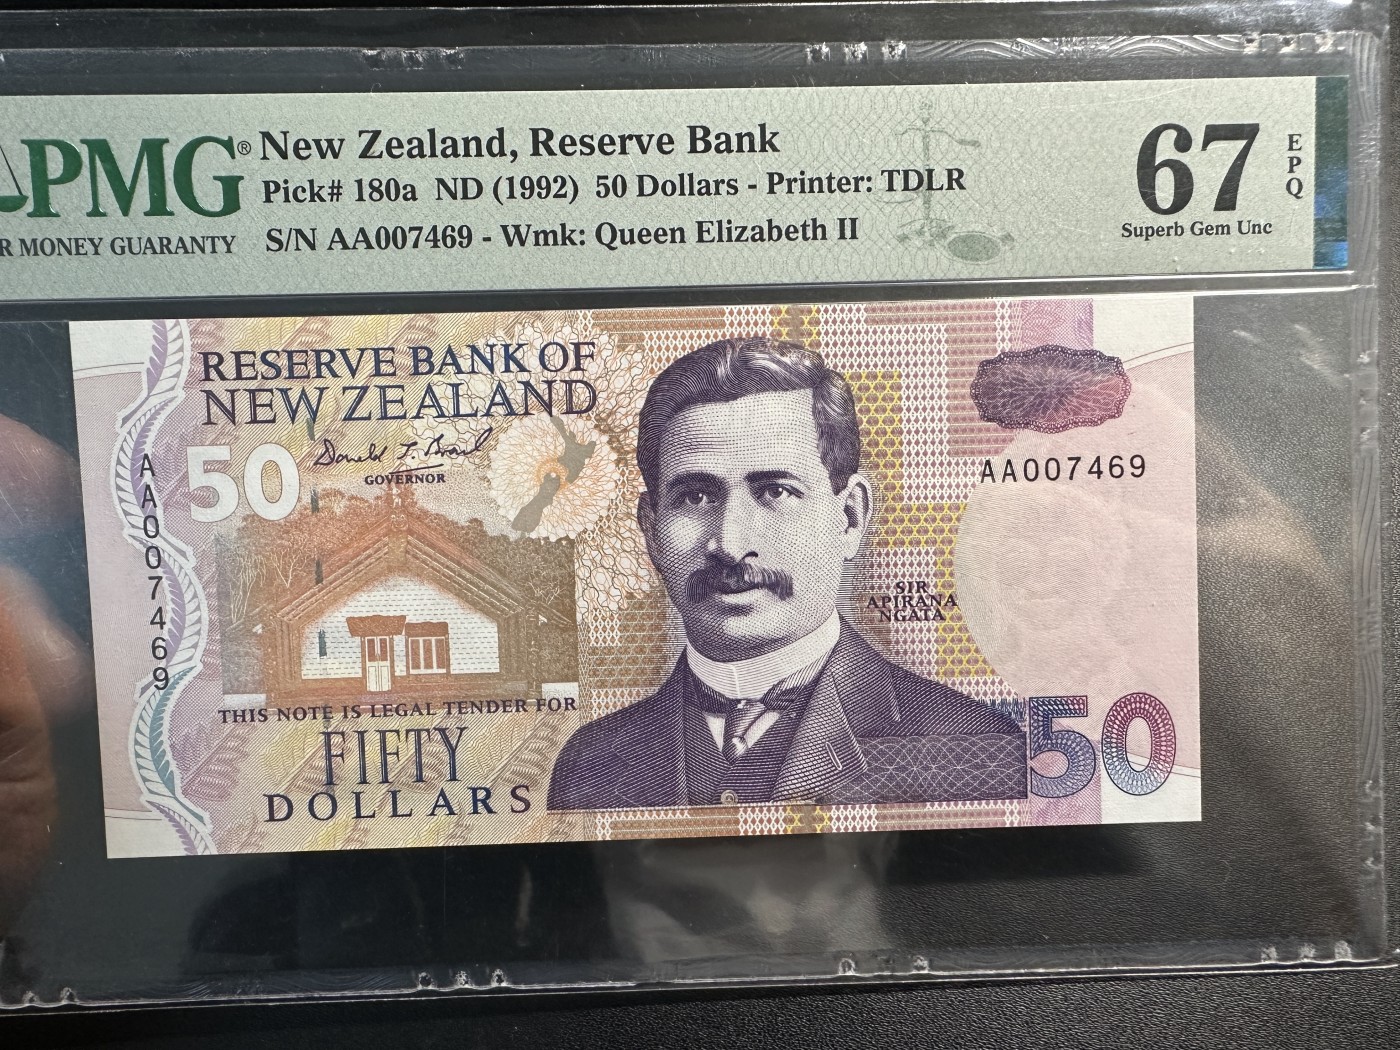 PMG®
R MONEY GUARANTY
New Zealand, Reserve Bank
Pick# 180a ND (1992) 50 Dollars - Printer: TDLR
S/N AA007469 - Wmk: Queen Elizabeth II
67 EPQ
Superb Gem Unc
RESERVE BANK OF
NEW ZEALAND
50
Donald T. Brash
GOVERNOR
AA007469
AA007469
SIR
APIRANA
NGATA
THIS NOTE IS LEGAL TENDER FOR
FIFTY
DOLLARS
50